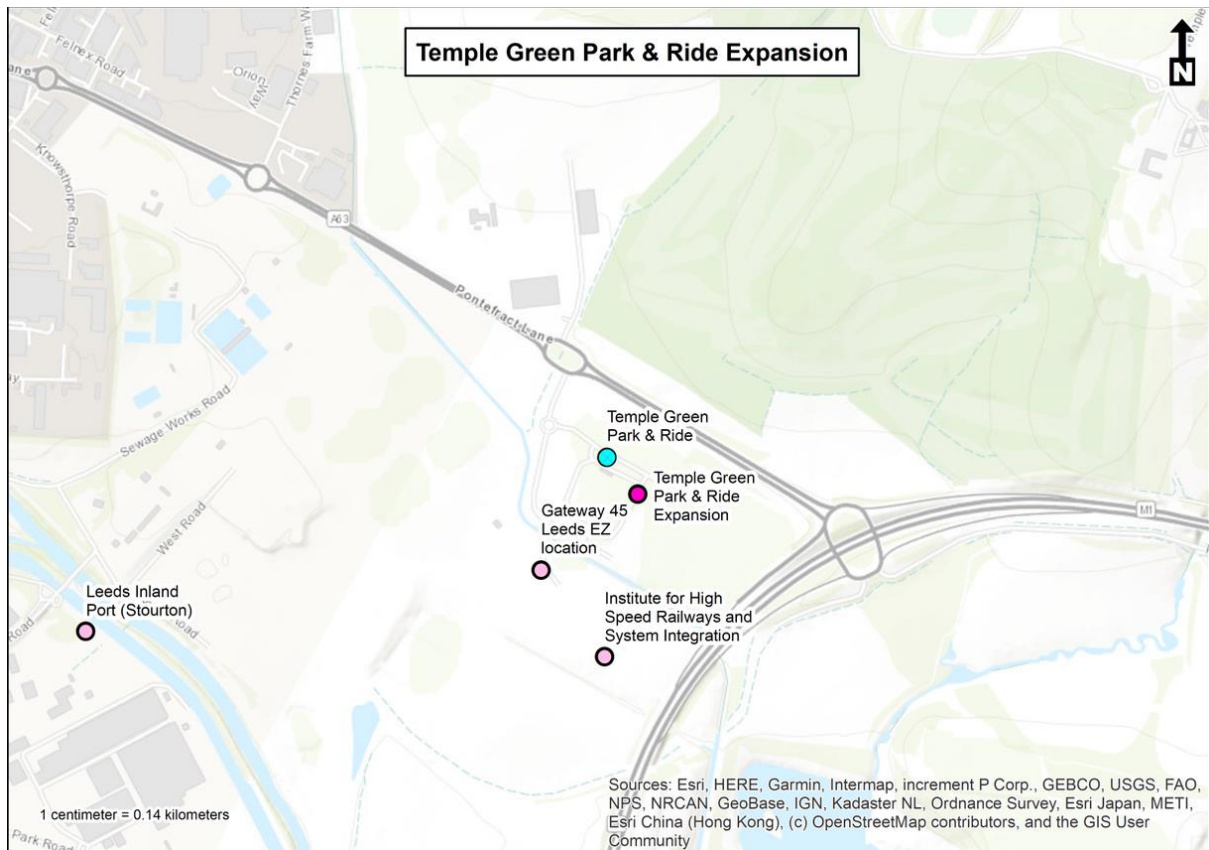 Temple Green Park & Ride Expansion
N
Felnex Road
Orion
Way
Thornes Farm Wa
Lane
Knowsthorpe Road
A63
Pontefract Lane
Sewage Works Road
West Road
Temple Green
Park & Ride
Temple Green
Park & Ride
Expansion
Gateway 45
Leeds EZ
location
M1
Leeds Inland
Port (Stourton)
Road
Road
Institute for High
Speed Railways and
System Integration
1 centimeter = 0.14 kilometers
Park Road
Sources: Esri, HERE, Garmin, Intermap, increment P Corp., GEBCO, USGS, FAO,
NPS, NRCAN, GeoBase, IGN, Kadaster NL, Ordnance Survey, Esri Japan, METI,
Esri China (Hong Kong), (c) OpenStreetMap contributors, and the GIS User
Community